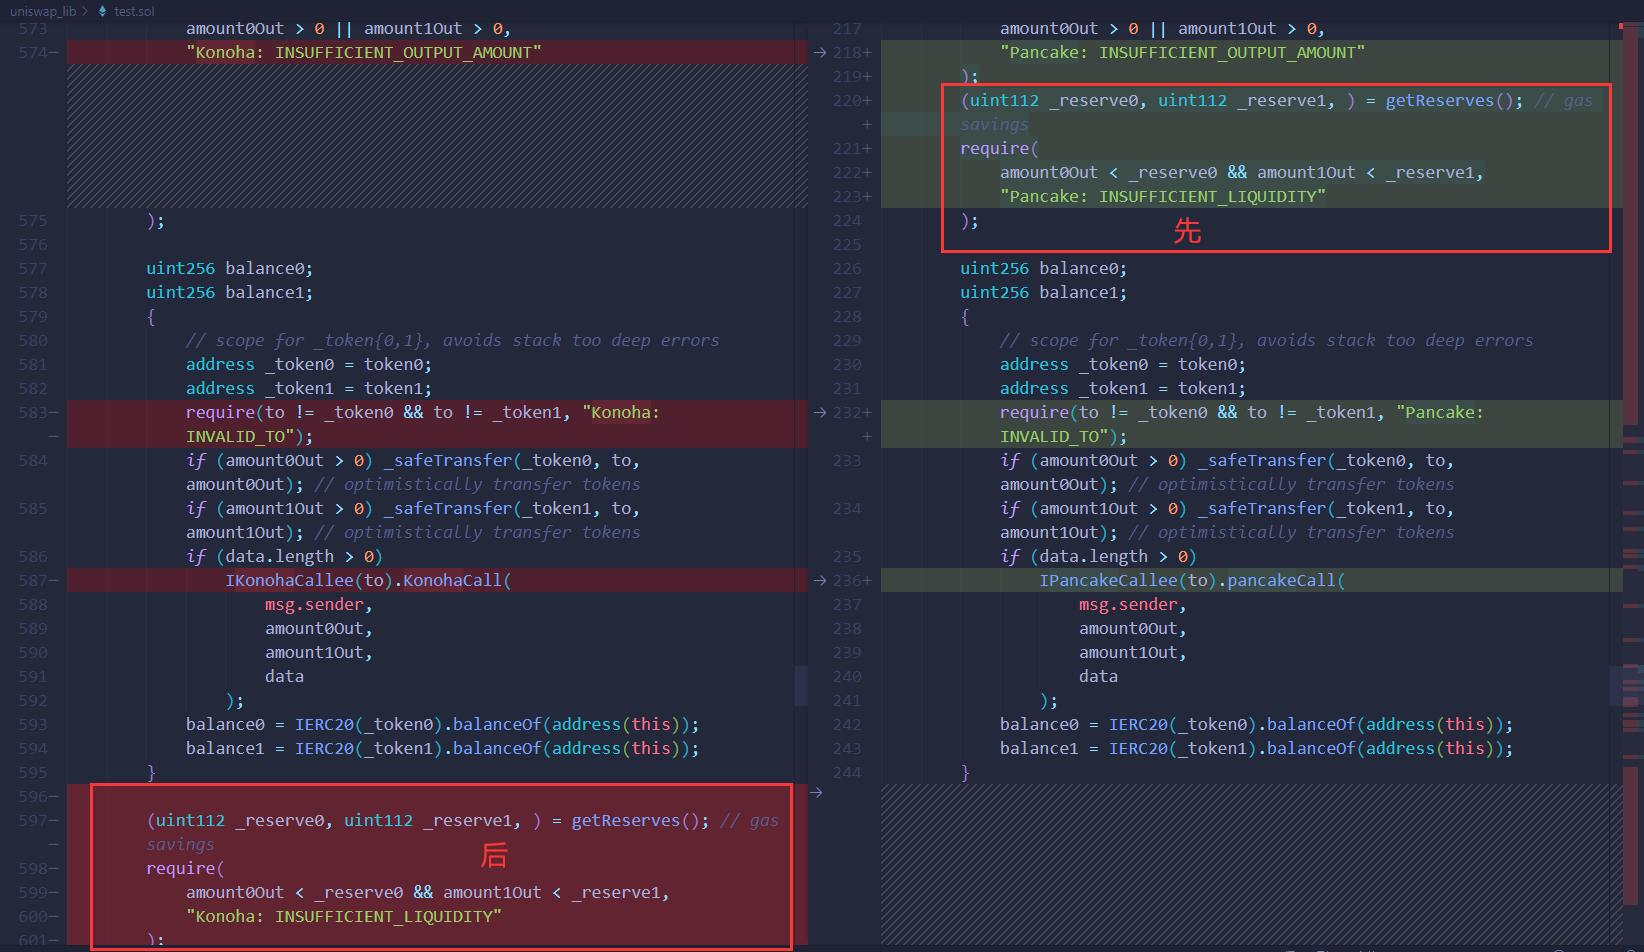 uniswap_lib > test.sol
573 amount0Out > 0 || amount1Out > 0,
574— "Konoha: INSUFFICIENT_OUTPUT_AMOUNT"
575 );
576
577 uint256 balance0;
578 uint256 balance1;
579 {
580 // scope for _token{0,1}, avoids stack too deep errors
581 address _token0 = token0;
582 address _token1 = token1;
583— require(to != _token0 && to != _token1, "Konoha:
— INVALID_TO");
584 if (amount0Out > 0) _safeTransfer(_token0, to,
amount0Out); // optimistically transfer tokens
585 if (amount1Out > 0) _safeTransfer(_token1, to,
amount1Out); // optimistically transfer tokens
586 if (data.length > 0)
587— IKonohaCallee(to).KonohaCall(
588 msg.sender,
589 amount0Out,
590 amount1Out,
591 data
592 );
593 balance0 = IERC20(_token0).balanceOf(address(this));
594 balance1 = IERC20(_token1).balanceOf(address(this));
595 }
596—
597— (uint112 _reserve0, uint112 _reserve1, ) = getReserves(); // gas
— savings
后
598— require(
599— amount0Out < _reserve0 && amount1Out < _reserve1,
600— "Konoha: INSUFFICIENT_LIQUIDITY"
601— );
217 amount0Out > 0 || amount1Out > 0,
→ 218+ "Pancake: INSUFFICIENT_OUTPUT_AMOUNT"
219+ );
220+ (uint112 _reserve0, uint112 _reserve1, ) = getReserves(); // gas
+ savings
221+ require(
222+ amount0Out < _reserve0 && amount1Out < _reserve1,
223+ "Pancake: INSUFFICIENT_LIQUIDITY"
224 );
先
225
226 uint256 balance0;
227 uint256 balance1;
228 {
229 // scope for _token{0,1}, avoids stack too deep errors
230 address _token0 = token0;
231 address _token1 = token1;
→ 232+ require(to != _token0 && to != _token1, "Pancake:
+ INVALID_TO");
233 if (amount0Out > 0) _safeTransfer(_token0, to,
amount0Out); // optimistically transfer tokens
234 if (amount1Out > 0) _safeTransfer(_token1, to,
amount1Out); // optimistically transfer tokens
235 if (data.length > 0)
→ 236+ IPancakeCallee(to).pancakeCall(
237 msg.sender,
238 amount0Out,
239 amount1Out,
240 data
241 );
242 balance0 = IERC20(_token0).balanceOf(address(this));
243 balance1 = IERC20(_token1).balanceOf(address(this));
244 }
→